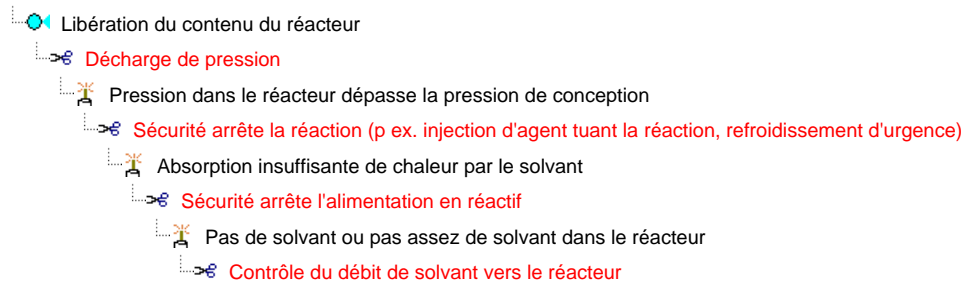 Libération du contenu du réacteur
Décharge de pression
Pression dans le réacteur dépasse la pression de conception
Sécurité arrête la réaction (p ex. injection d'agent tuant la réaction, refroidissement d'urgence)
Absorption insuffisante de chaleur par le solvant
Sécurité arrête l'alimentation en réactif
Pas de solvant ou pas assez de solvant dans le réacteur
Contrôle du débit de solvant vers le réacteur